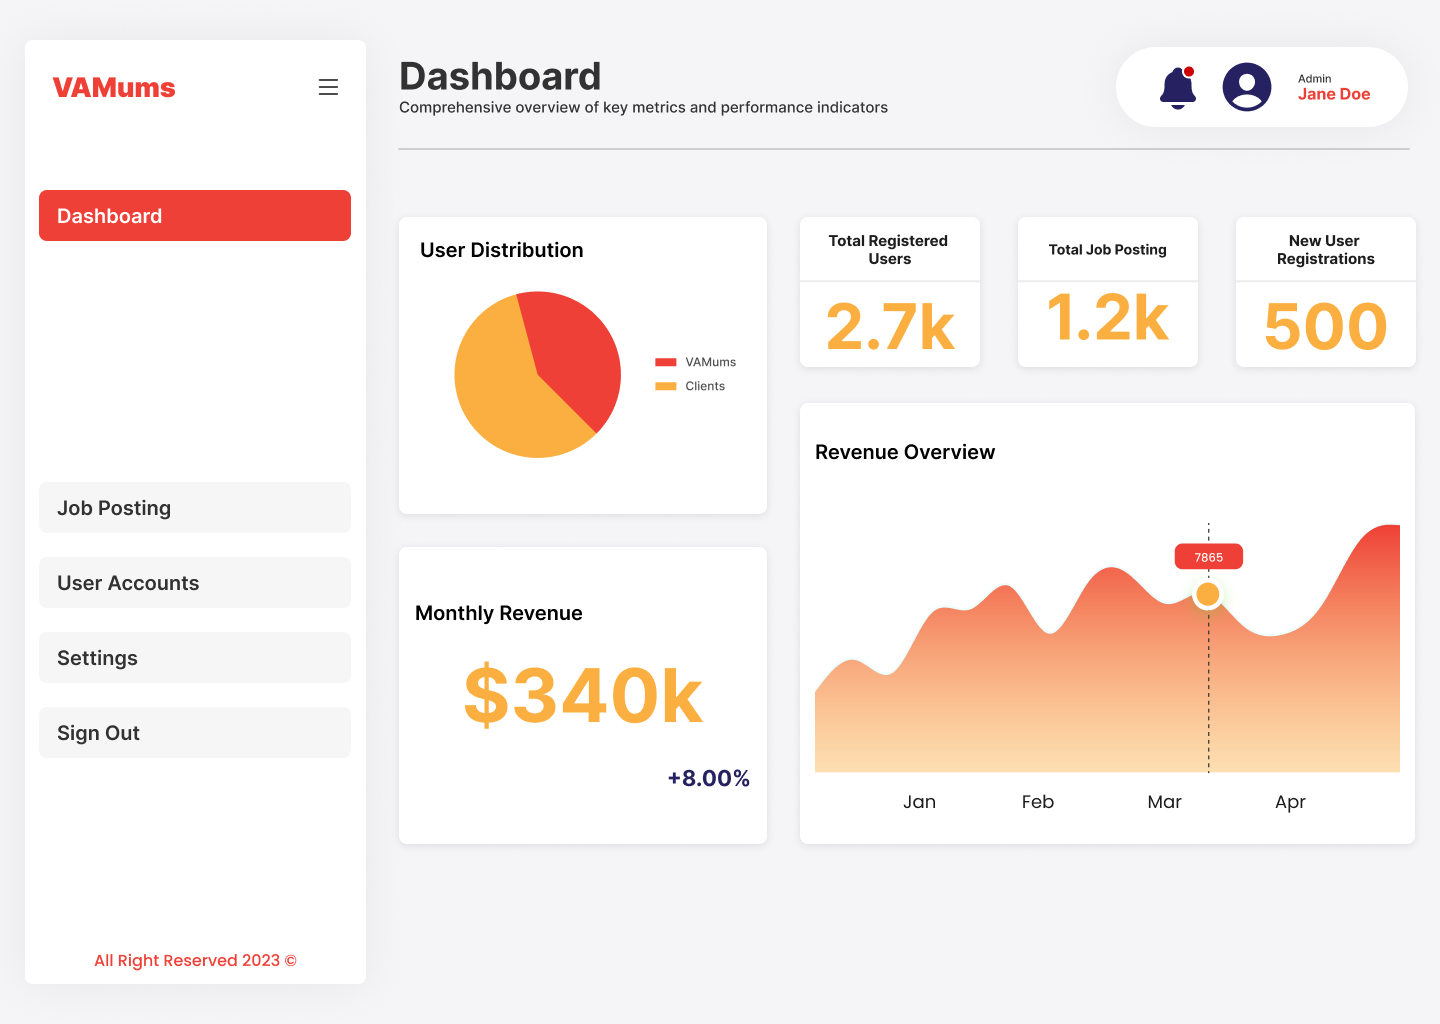 VAMums
Dashboard
Job Posting
User Accounts
Settings
Sign Out
All Right Reserved 2023 ©
Dashboard
Comprehensive overview of key metrics and performance indicators
Admin
Jane Doe
User Distribution
VAMums
Clients
Total Registered
Users
2.7k
Total Job Posting
1.2k
New User
Registrations
500
Monthly Revenue
$340k
+8.00%
Revenue Overview
7865
Jan Feb Mar Apr